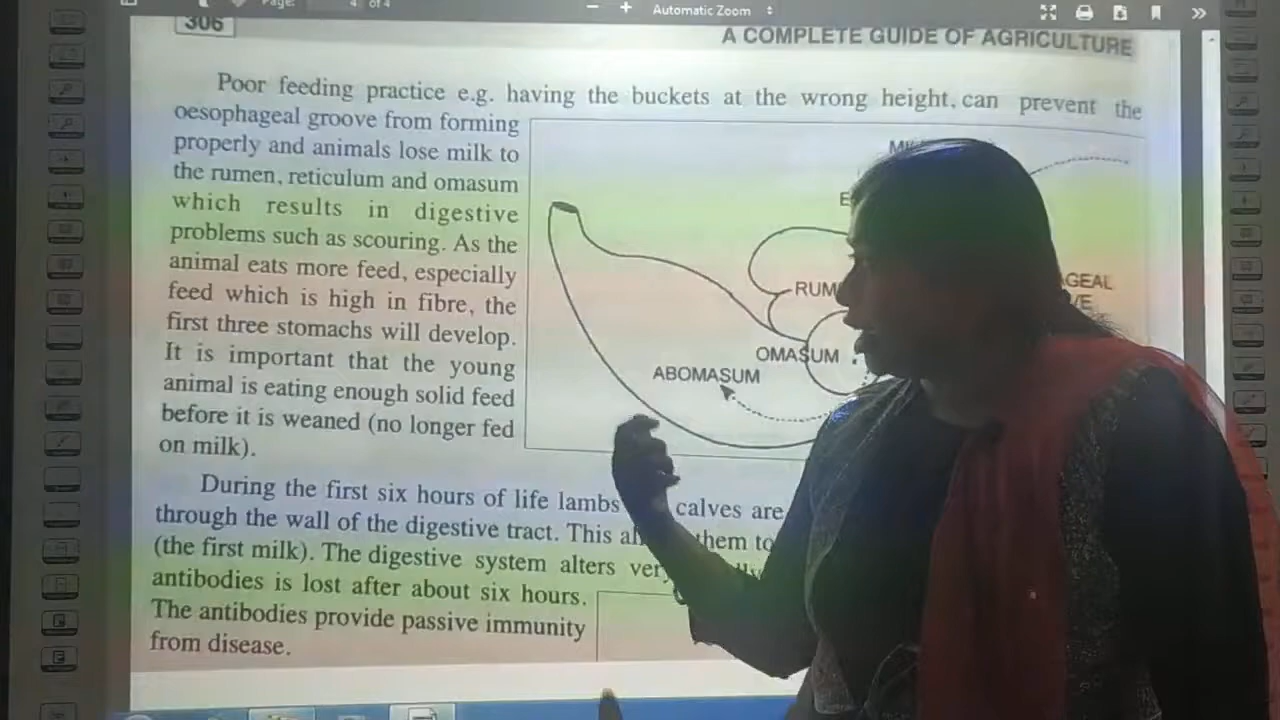 Page: 4 of 4
Automatic Zoom
306
A COMPLETE GUIDE OF AGRICULTURE
Poor feeding practice e.g. having the buckets at the wrong height, can prevent the
oesophageal groove from forming
properly and animals lose milk to
the rumen, reticulum and omasum
which results in digestive
problems such as scouring. As the
animal eats more feed, especially
feed which is high in fibre, the
first three stomachs will develop.
It is important that the young
animal is eating enough solid feed
before it is weaned (no longer fed
on milk).
OMASUM
ABOMASUM
During the first six hours of life lambs calves are
through the wall of the digestive tract. This them to
(the first milk). The digestive system alters
antibodies is lost after about six hours.
The antibodies provide passive immunity
from disease.